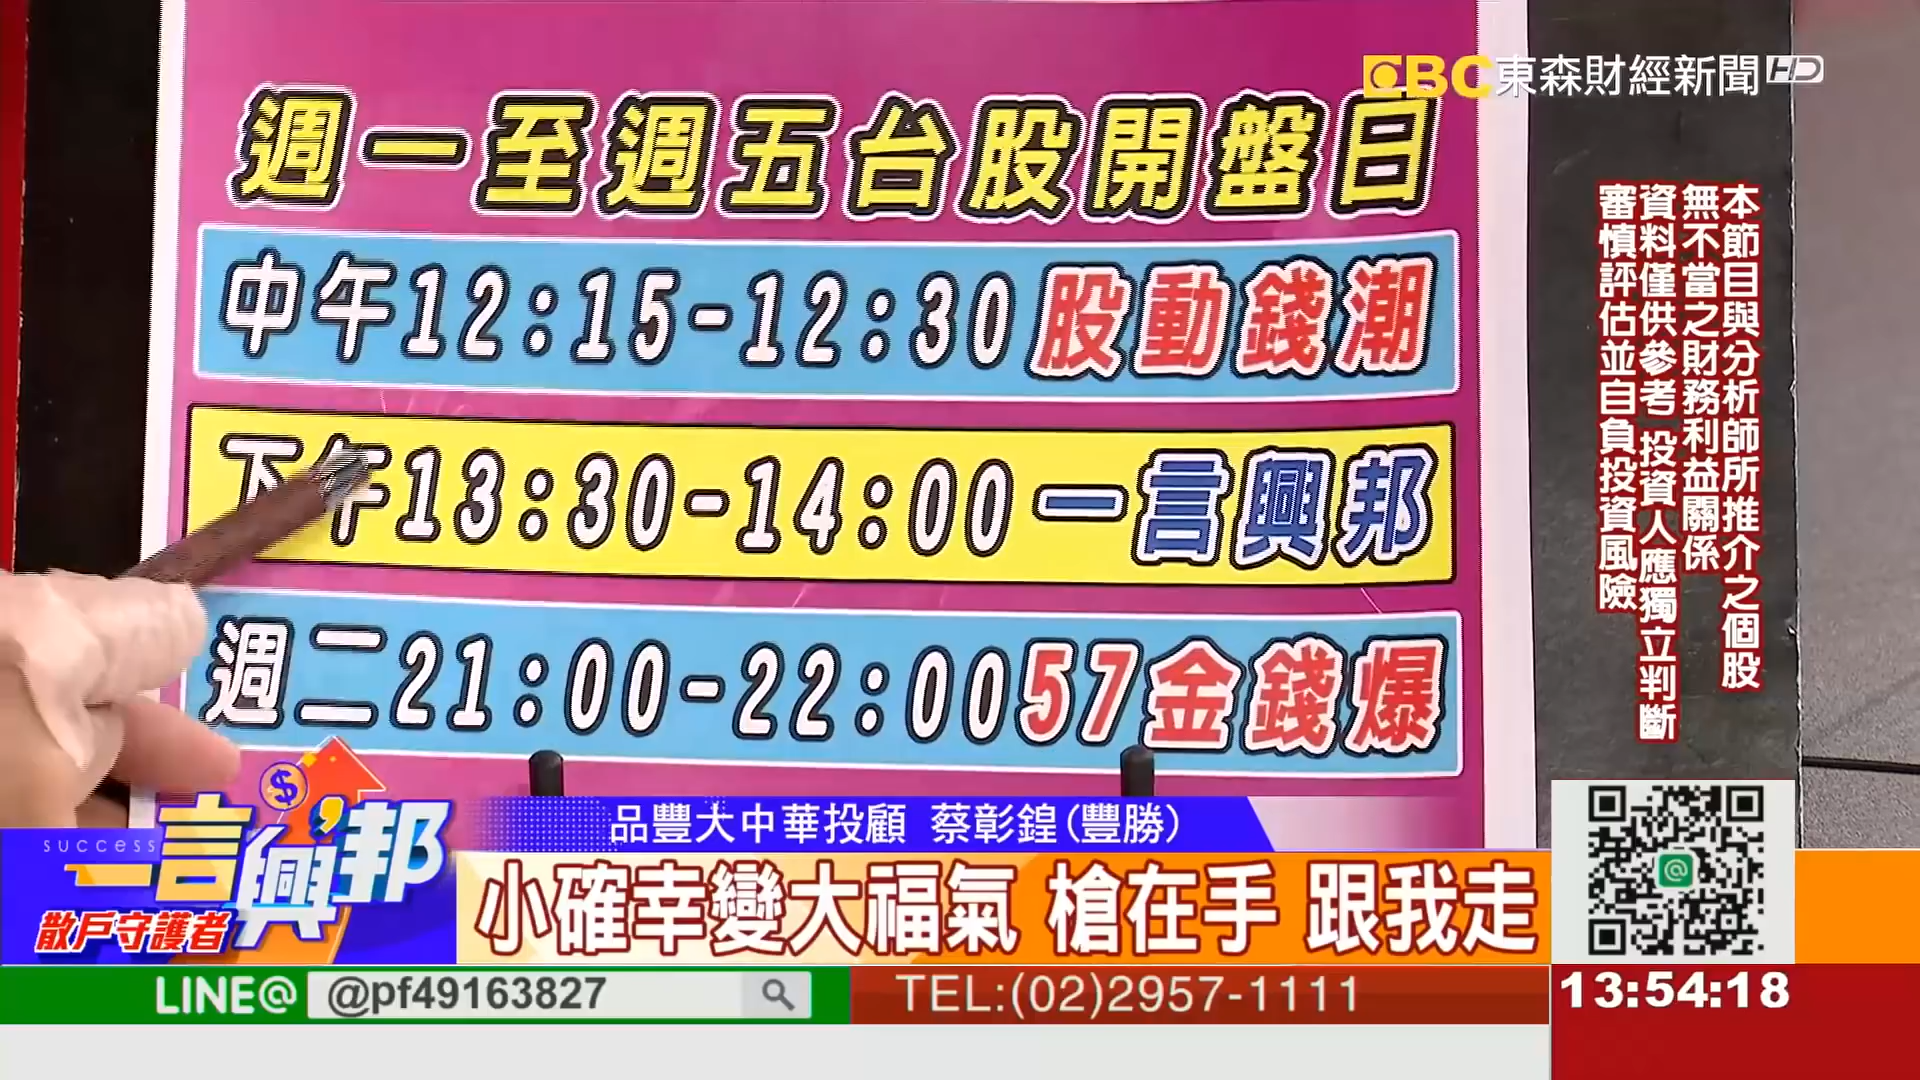 EBC東森財經新聞HD
週一至週五台股開盤日
中午12:15-12:30股動錢潮
下午13:30-14:00一言興邦
週二21:00-22:0057金錢爆
本節目與分析師所推介之個股
無不當之財務利益關係
資料僅供參考 投資人應獨立判斷
審慎評估並自負投資風險
success
一言興邦
散戶守護者
品豐大中華投顧 蔡彰鍠(豐勝)
小確幸變大福氣 槍在手 跟我走
LINE@ @pf49163827
TEL:(02)2957-1111
13:54:18